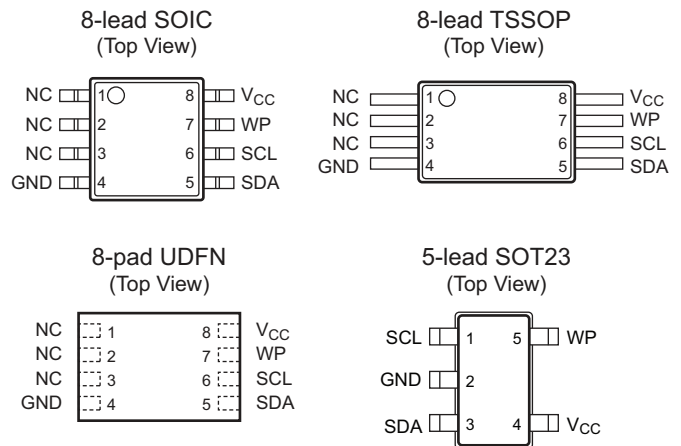 8-lead SOIC
(Top View)
NC 1 8 VCC
NC 2 7 WP
NC 3 6 SCL
GND 4 5 SDA
8-lead TSSOP
(Top View)
NC 1 8 VCC
NC 2 7 WP
NC 3 6 SCL
GND 4 5 SDA
8-pad UDFN
(Top View)
NC 1 8 VCC
NC 2 7 WP
NC 3 6 SCL
GND 4 5 SDA
5-lead SOT23
(Top View)
SCL 1 5 WP
GND 2
SDA 3 4 VCC